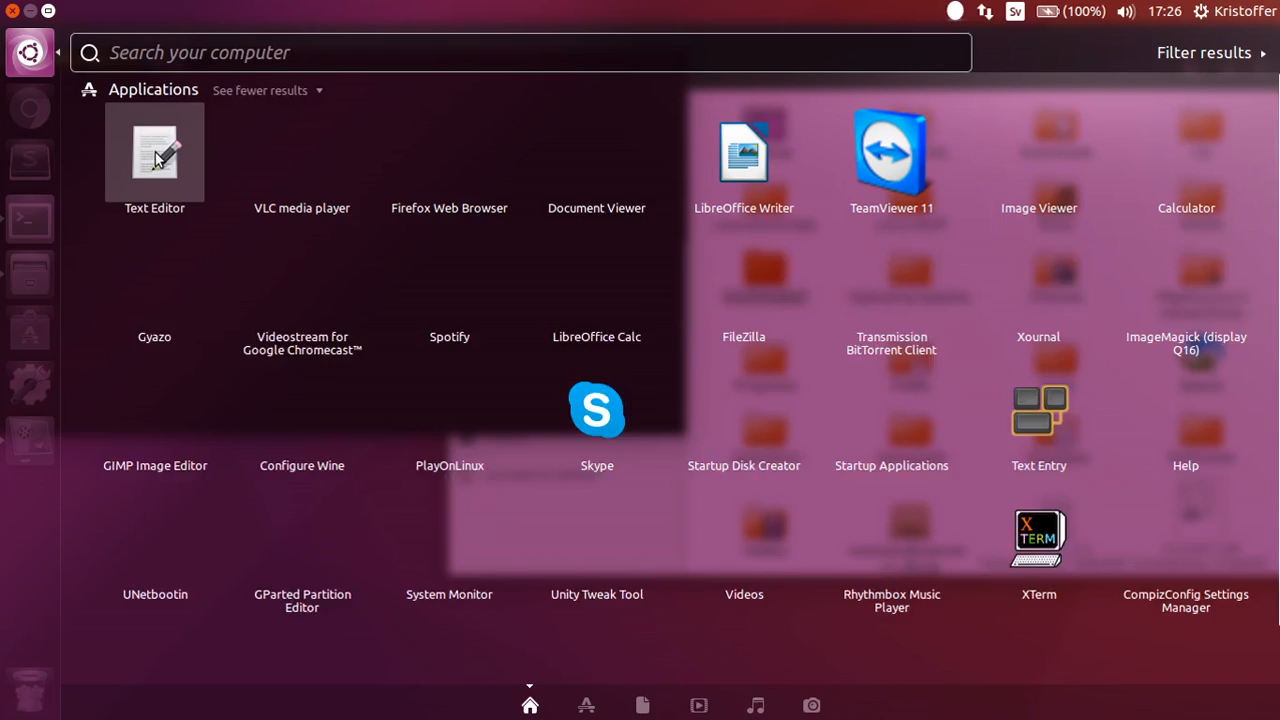 Sv
(100%)
17:26
Kristoffer
Search your computer
Filter results
Applications
See fewer results
Text Editor
VLC media player
Firefox Web Browser
Document Viewer
LibreOffice Writer
TeamViewer 11
Image Viewer
Calculator
Gyazo
Videostream for
Google Chromecast™
Spotify
LibreOffice Calc
FileZilla
Transmission
BitTorrent Client
Xournal
ImageMagick (display
Q16)
S
GIMP Image Editor
Configure Wine
PlayOnLinux
Skype
Startup Disk Creator
Startup Applications
Text Entry
Help
X
TERM
UNetbootin
GParted Partition
Editor
System Monitor
Unity Tweak Tool
Videos
Rhythmbox Music
Player
XTerm
CompizConfig Settings
Manager